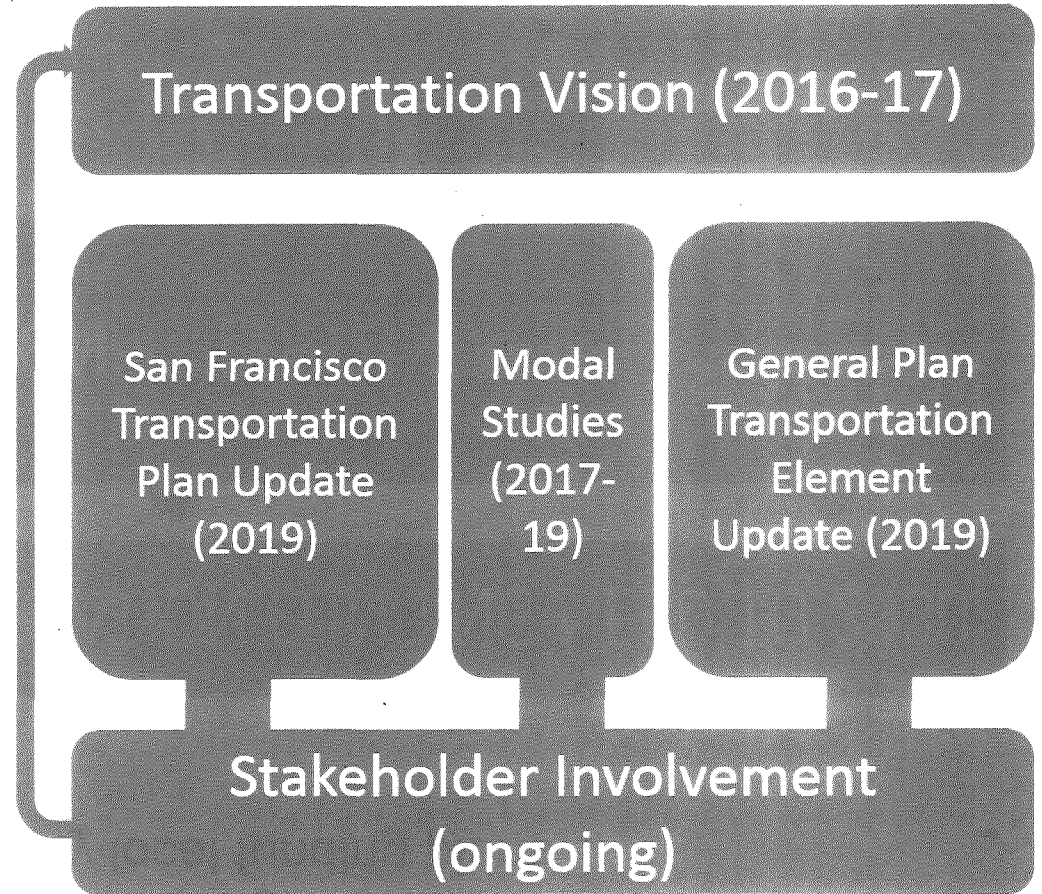 Transportation Vision (2016-17)
San Francisco
Transportation
Plan Update
(2019)
Modal
Studies
(2017-
19)
General Plan
Transportation
Element
Update (2019)
Stakeholder Involvement
(ongoing)